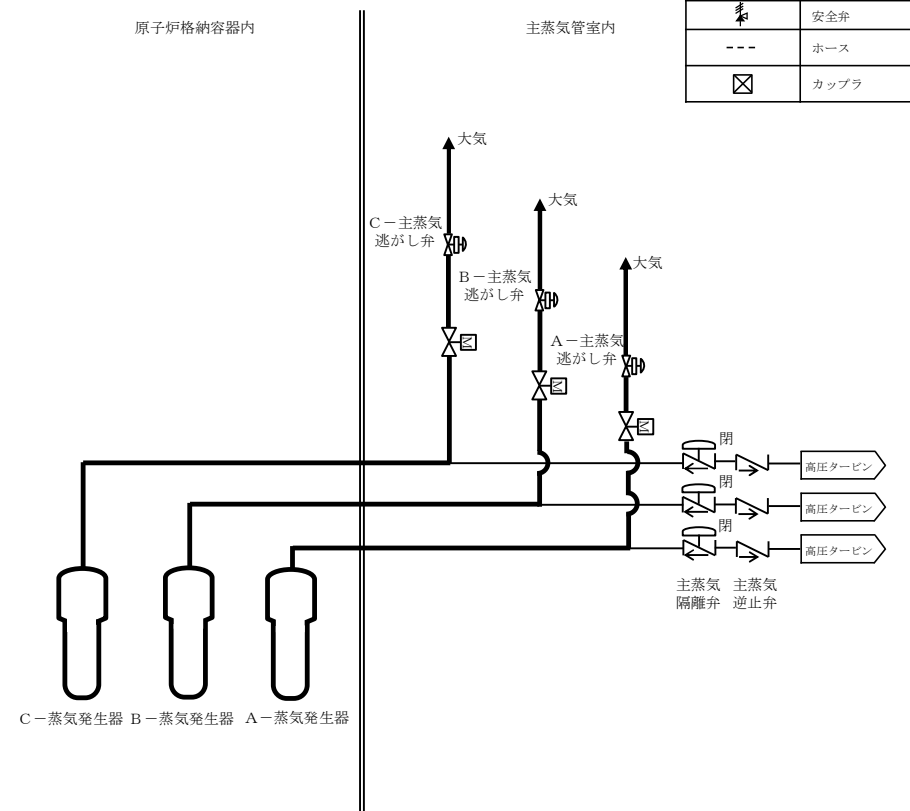 原子炉格納容器内
主蒸気管室内
安全弁
ホース
カップラ
大気
C－主蒸気
逃がし弁
大気
B－主蒸気
逃がし弁
大気
A－主蒸気
逃がし弁
M
M
M
閉
高圧タービン
閉
高圧タービン
閉
高圧タービン
主蒸気
隔離弁
主蒸気
逆止弁
C－蒸気発生器
B－蒸気発生器
A－蒸気発生器